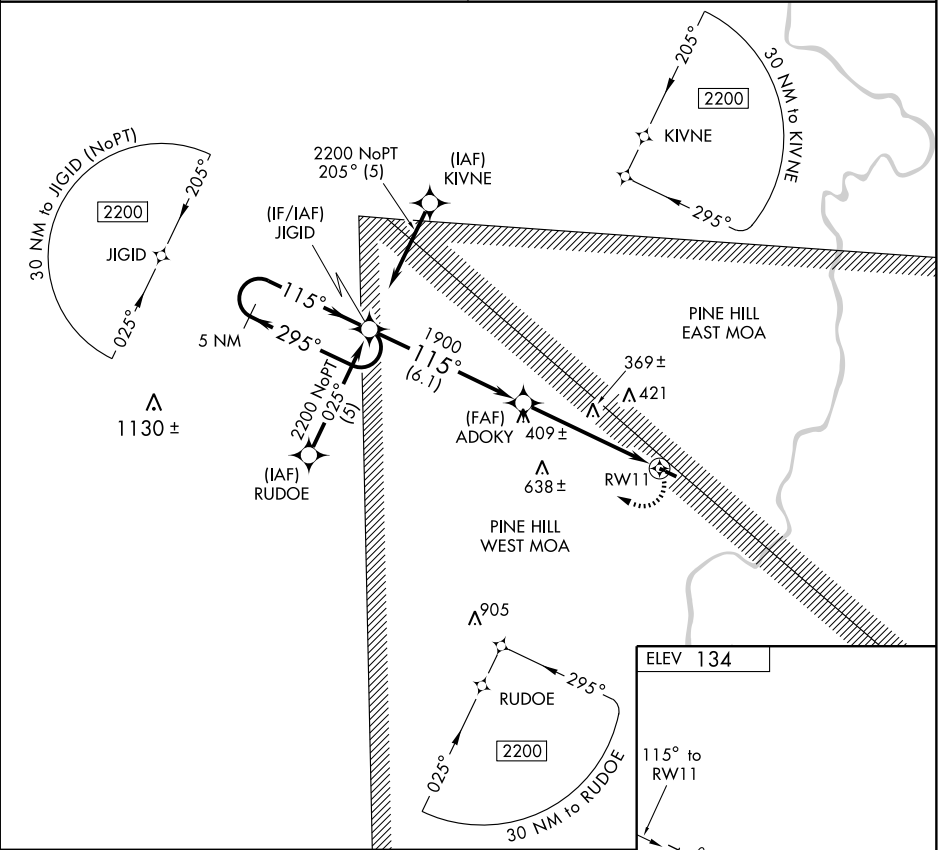 205°
30 NM to KIVNE
2200
KIVNE
295°
30 NM to JIGID (NoPT)
205°
2200
JIGID
025°
2200 NoPT
205° (5)
(IAF)
KIVNE
(IF/IAF)
JIGID
115°
295°
5 NM
1900
115°
(6.1)
2200 NoPT
025°
(5)
(IAF)
RUDOE
1130 ±
PINE HILL
EAST MOA
369 ±
421
(FAF)
ADOKY
409 ±
638 ±
RW11
PINE HILL
WEST MOA
905
295°
RUDOE
2200
025°
30 NM to RUDOE
ELEV 134
115° to
RW11